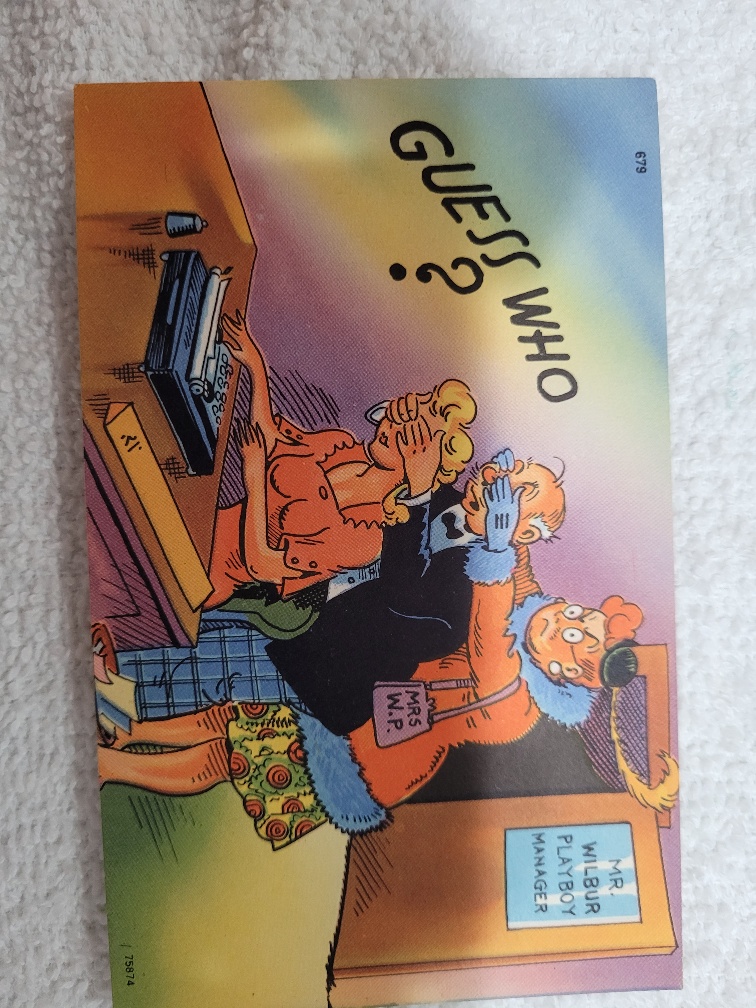 679
GUESS WHO
?
MR.
WILBUR
PLAYBOY
MANAGER
MRS
W.P.
75874